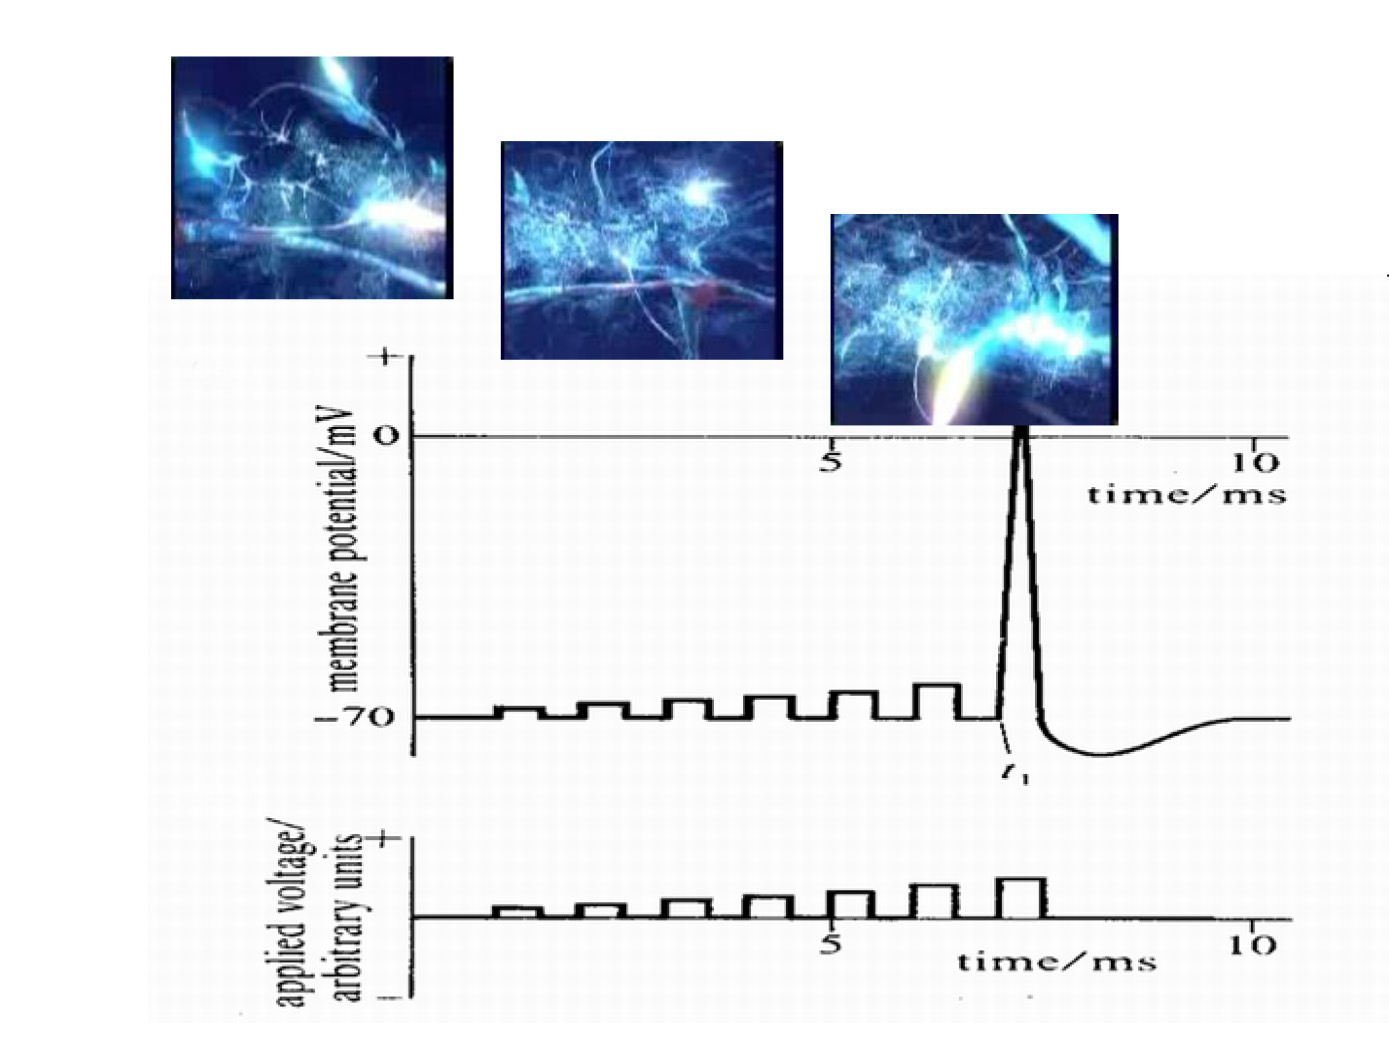 +
membrane potential/mV
0
5
10
time/ms
–70
t₁
applied voltage/
arbitrary units
+
5
10
time/ms
–